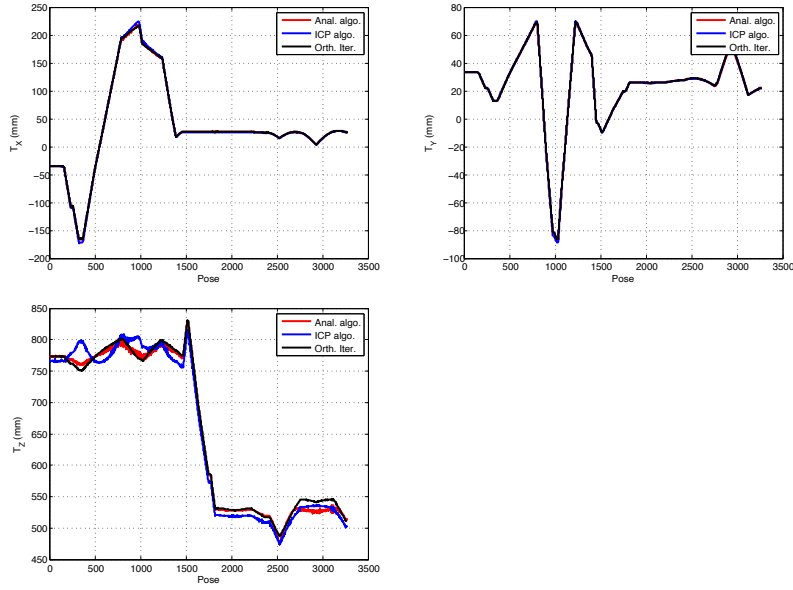 250
200
150
100
50
0
−50
−100
−150
−200
0 500 1000 1500 2000 2500 3000 3500
Pose
T_X (mm)
Anal. algo.
ICP algo.
Orth. Iter.
80
60
40
20
0
−20
−40
−60
−80
−100
0 500 1000 1500 2000 2500 3000 3500
Pose
T_Y (mm)
Anal. algo.
ICP algo.
Orth. Iter.
850
800
750
700
650
600
550
500
450
0 500 1000 1500 2000 2500 3000 3500
Pose
T_Z (mm)
Anal. algo.
ICP algo.
Orth. Iter.